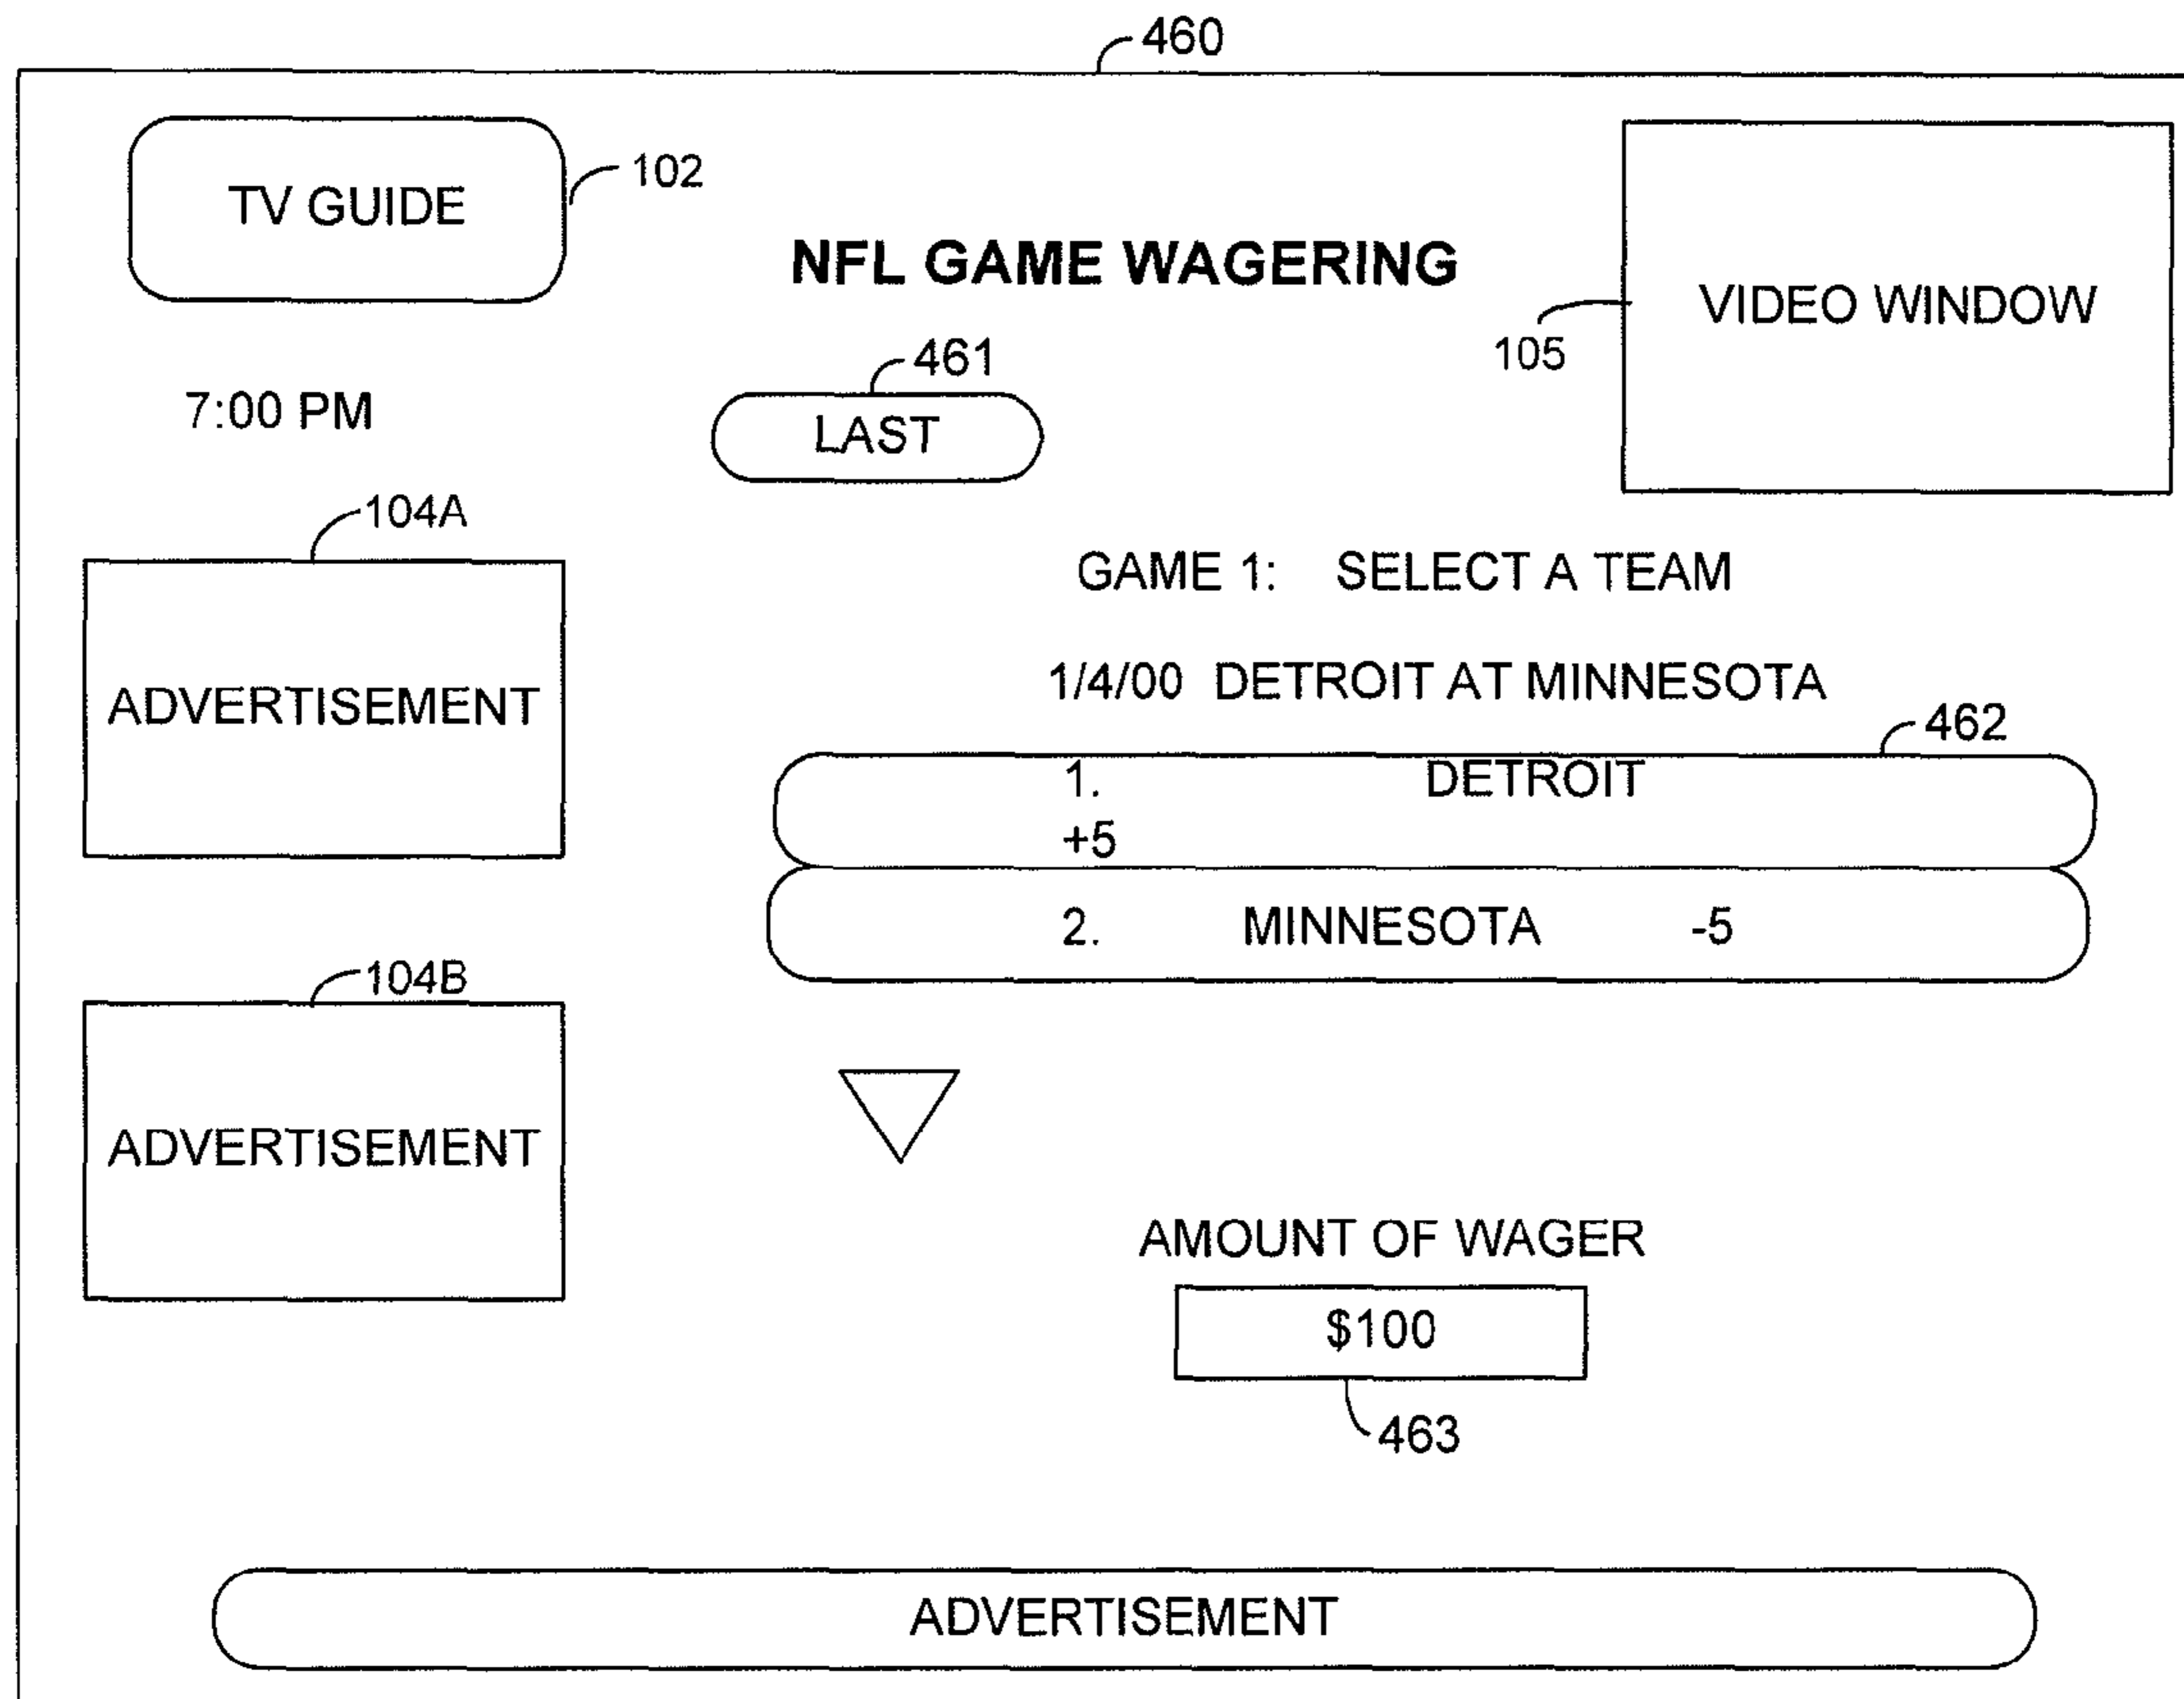 460
TV GUIDE
102
NFL GAME WAGERING
VIDEO WINDOW
105
461
LAST
7:00 PM
104A
ADVERTISEMENT
GAME 1: SELECT A TEAM
1/4/00 DETROIT AT MINNESOTA
462
1. DETROIT
+5
2. MINNESOTA -5
104B
ADVERTISEMENT
AMOUNT OF WAGER
$100
463
ADVERTISEMENT